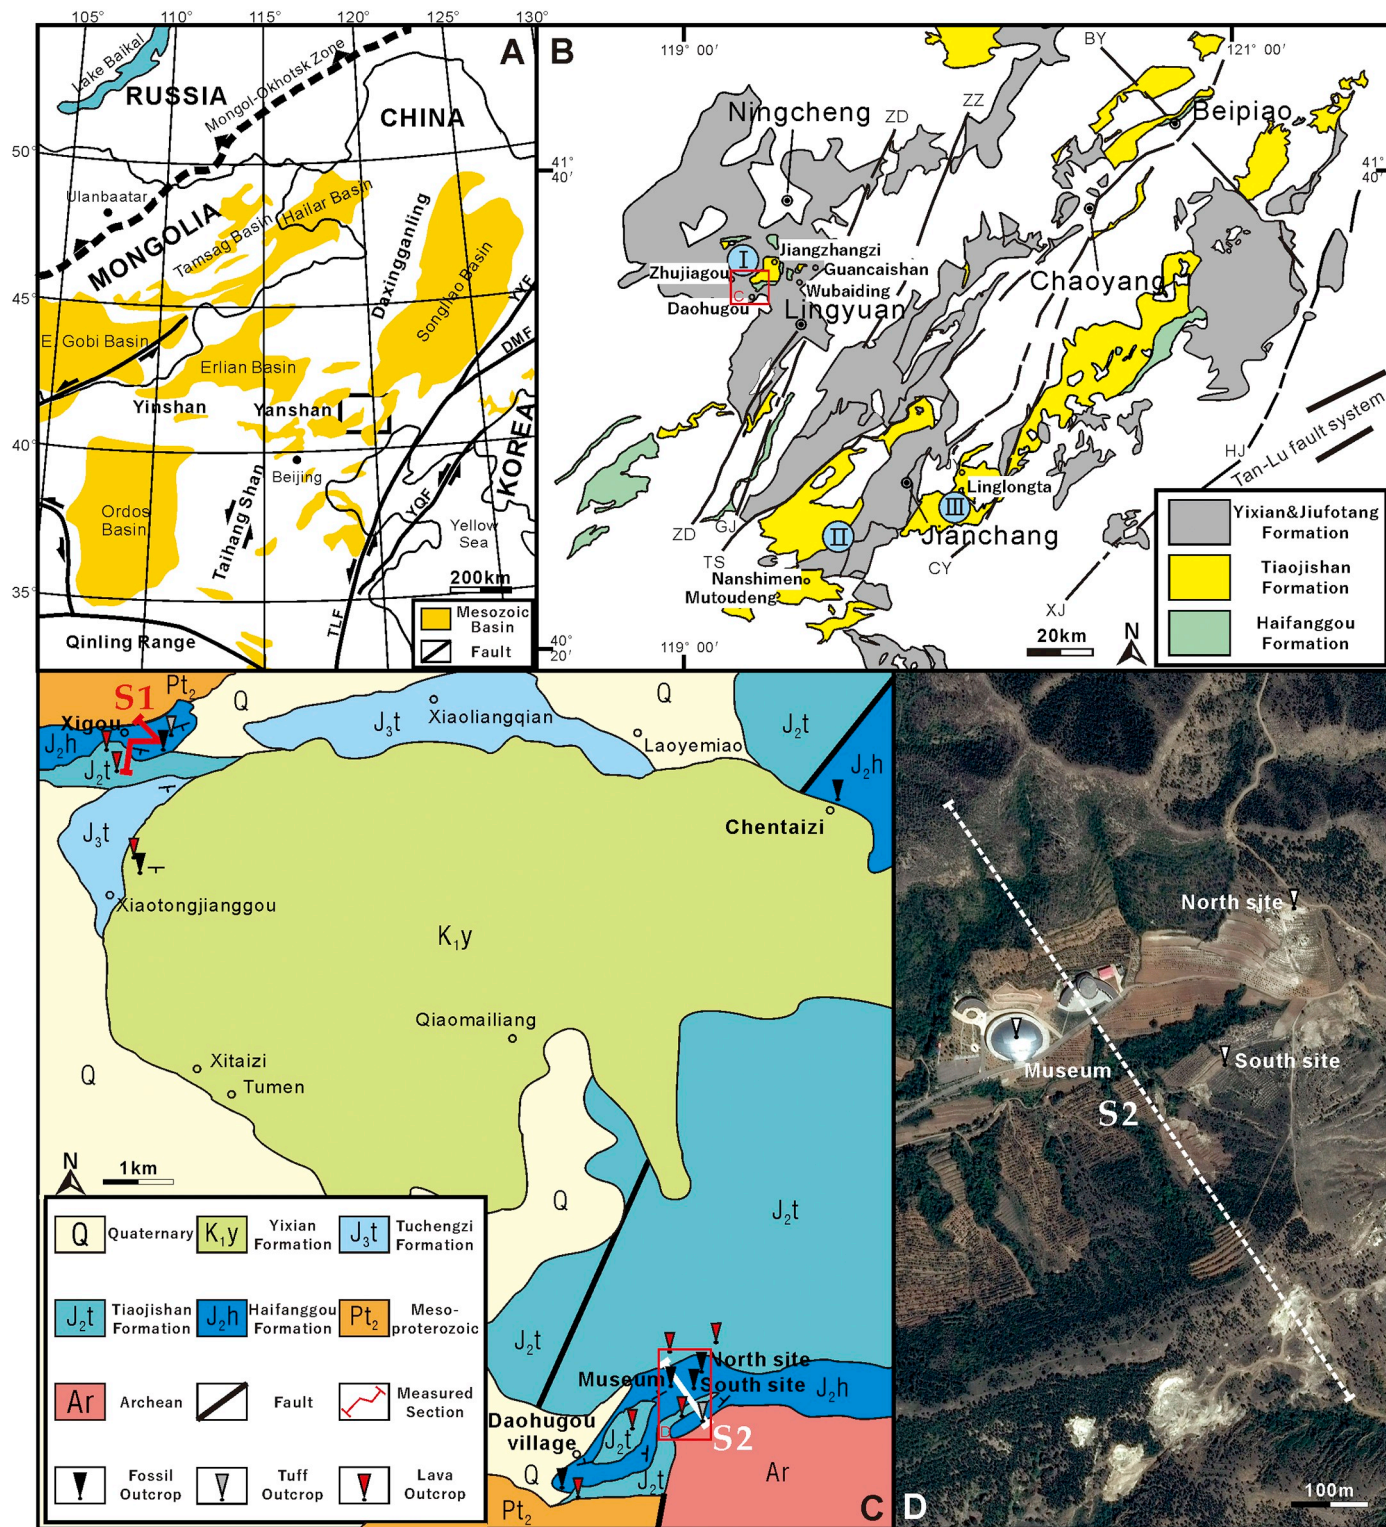 105°
110°
115°
120°
125°
130°
A
Lake Baikal
RUSSIA
Mongol-Okhotsk Zone
CHINA
50°
Ulanbaatar
MONGOLIA
Tamsag Basin
Hailar Basin
Daxingganling
Songliao Basin
45°
E. Gobi Basin
Erlian Basin
YXF
DMF
Yinshan
Yanshan
40°
Beijing
KOREA
Ordos
Basin
Taihang Shan
YQF
Yellow
Sea
200km
35°
TLF
Qinling Range
Mesozoic
Basin
Fault
B
119° 00′
121° 00′
BY
Ningcheng
ZD
ZZ
Beipiao
41°
40′
41°
40′
I
Jiangzhangzi
Zhujiagou
Guancaishan
C
Wubaiding
Daohugou
Lingyuan
Chaoyang
HJ
Tan-Lu fault system
Linglongta
III
II
Jianchang
ZD
GJ
TS
CY
Nanshimen
Mutoudeng
XJ
40°
20′
119° 00′
20km
N
Yixian&Jiufotang
Formation
Tiaojishan
Formation
Haifanggou
Formation
Pt2
S1
Q
Q
Xigou
J2h
J3t
Xiaoliangqian
J2t
Laoyemiao
J2t
J2h
J3t
Chentaizi
Xiaotongjianggou
K1y
Qiaomailiang
Xitaizi
Q
Tumen
N
1km
Q
J2t
J2t
North site
Museum
South site
J2h
Daohugou
village
J2t
D
S2
Q
J2t
Ar
Pt2
C
Q
Quaternary
K1y
Yixian
Formation
J3t
Tuchengzi
Formation
J2t
Tiaojishan
Formation
J2h
Haifanggou
Formation
Pt2
Meso-
proterozoic
Ar
Archean
Fault
Measured
Section
Fossil
Outcrop
Tuff
Outcrop
Lava
Outcrop
North site
South site
Museum
S2
D
100m